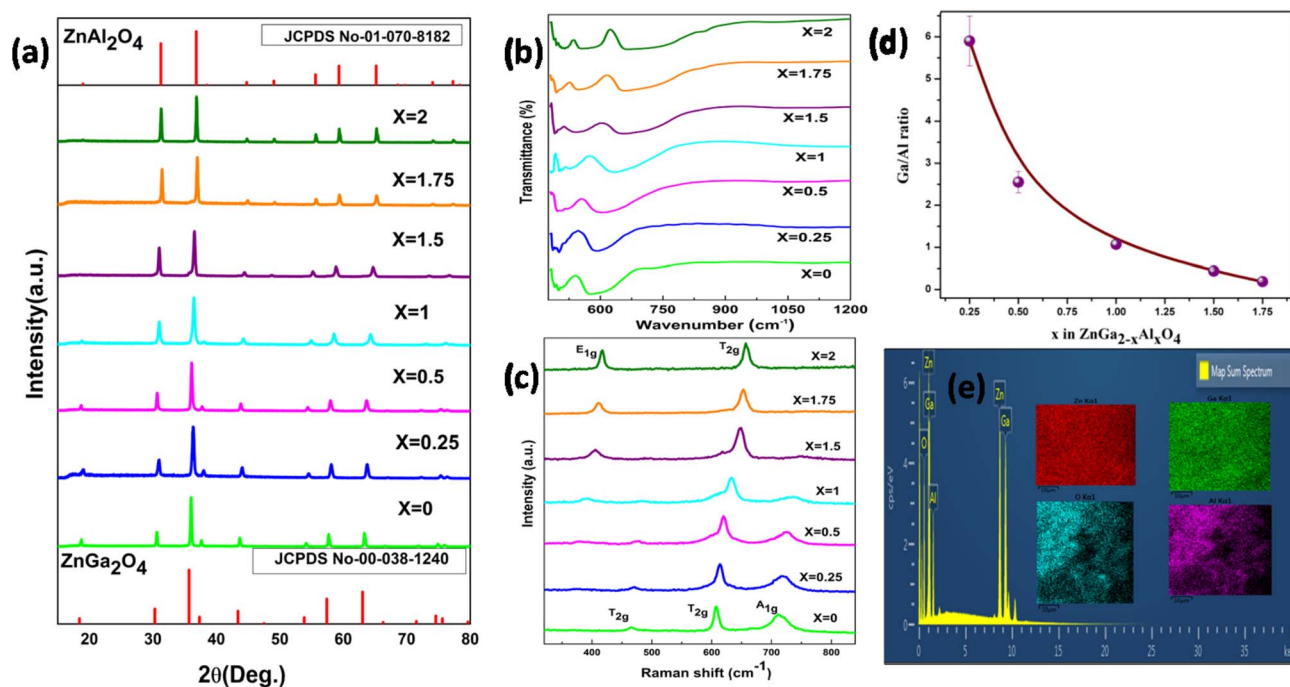 (a)
ZnAl₂O₄
JCPDS No-01-070-8182
X=2
X=1.75
X=1.5
X=1
X=0.5
X=0.25
X=0
ZnGa₂O₄
JCPDS No-00-038-1240
Intensity(a.u.)
20 30 40 50 60 70 80
2θ(Deg.)
(b)
X=2
X=1.75
X=1.5
X=1
X=0.5
X=0.25
X=0
Transmittance (%)
600 750 900 1050 1200
Wavenumber (cm⁻¹)
(c)
E₁g T₂g
X=2
X=1.75
X=1.5
X=1
X=0.5
X=0.25
T₂g T₂g A₁g
X=0
Intensity (a.u.)
400 500 600 700 800
Raman shift (cm⁻¹)
(d)
Ga/Al ratio
6
5
4
3
2
1
0
0.25 0.50 0.75 1.00 1.25 1.50 1.75
x in ZnGa₂₋ₓAlₓO₄
(e)
Map Sum Spectrum
Zn
Ga
O
Al
Zn
Ga
Zn Kα1
Ga Kα1
10µm
10µm
O Kα1
Al Kα1
10µm
10µm
cps/eV
6
4
2
0
0 5 10 15 20 25 30 35 ke